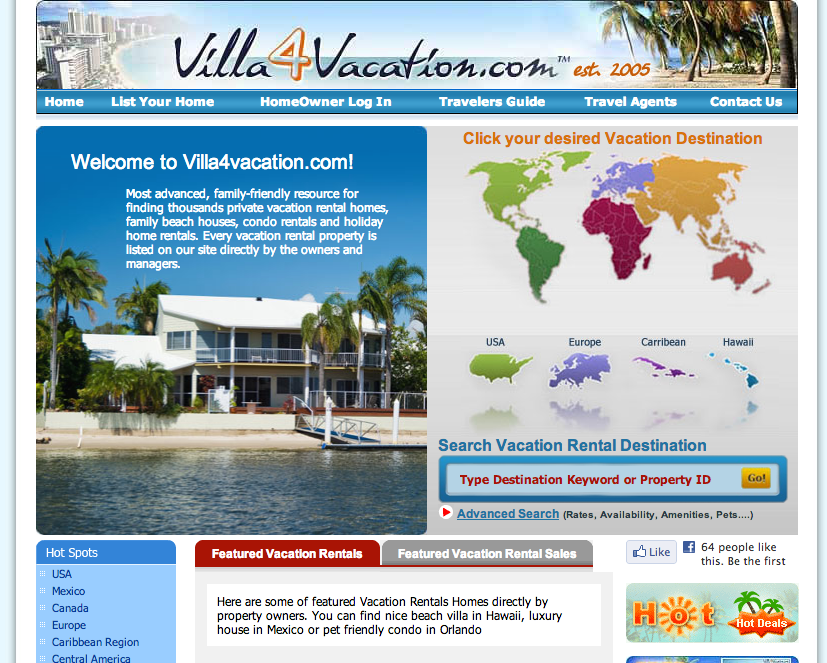 Villa4Vacation.com™ est. 2005
Home List Your Home HomeOwner Log In Travelers Guide Travel Agents Contact Us
Welcome to Villa4vacation.com!
Most advanced, family-friendly resource for
finding thousands private vacation rental homes,
family beach houses, condo rentals and holiday
home rentals. Every vacation rental property is
listed on our site directly by the owners and
managers.
Click your desired Vacation Destination
USA Europe Carribean Hawaii
Search Vacation Rental Destination
Type Destination Keyword or Property ID Go!
Advanced Search (Rates, Availability, Amenities, Pets....)
Hot Spots
USA
Mexico
Canada
Europe
Caribbean Region
Central America
Featured Vacation Rentals Featured Vacation Rental Sales
Here are some of featured Vacation Rentals Homes directly by
property owners. You can find nice beach villa in Hawaii, luxury
house in Mexico or pet friendly condo in Orlando
Like 64 people like
this. Be the first
Hot Hot Deals